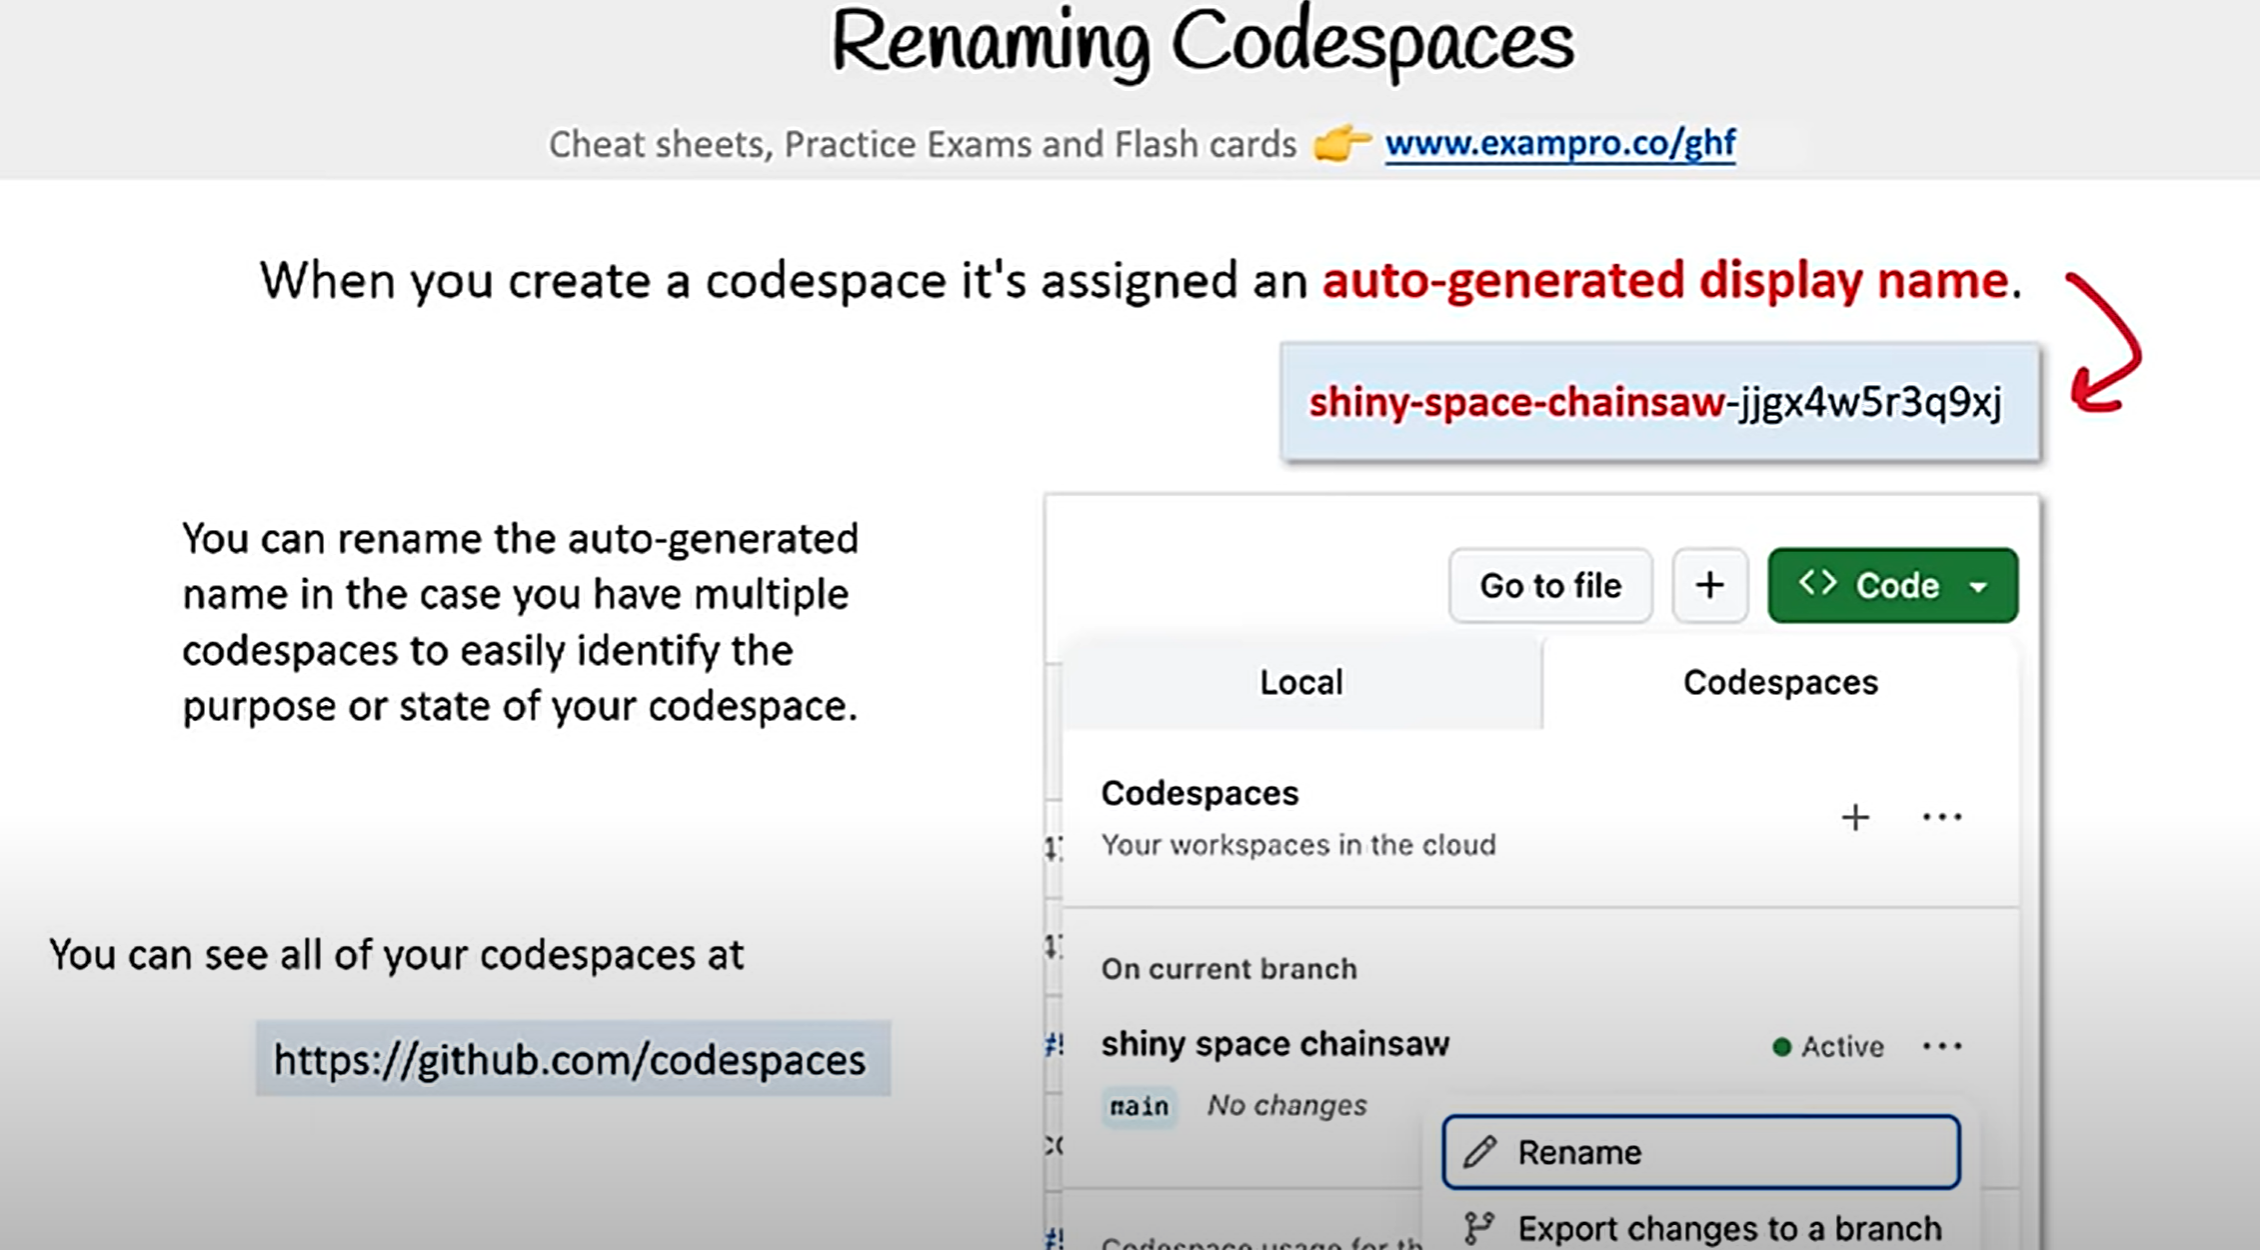 Renaming Codespaces
Cheat sheets, Practice Exams and Flash cards 👉 www.exampro.co/ghf
When you create a codespace it's assigned an auto-generated display name.
shiny-space-chainsaw-jjgx4w5r3q9xj
You can rename the auto-generated
name in the case you have multiple
codespaces to easily identify the
purpose or state of your codespace.
You can see all of your codespaces at
https://github.com/codespaces
Go to file + <> Code
Local Codespaces
Codespaces
Your workspaces in the cloud
+ ...
On current branch
shiny space chainsaw Active ...
main No changes
Rename
Export changes to a branch
Codespace usage for